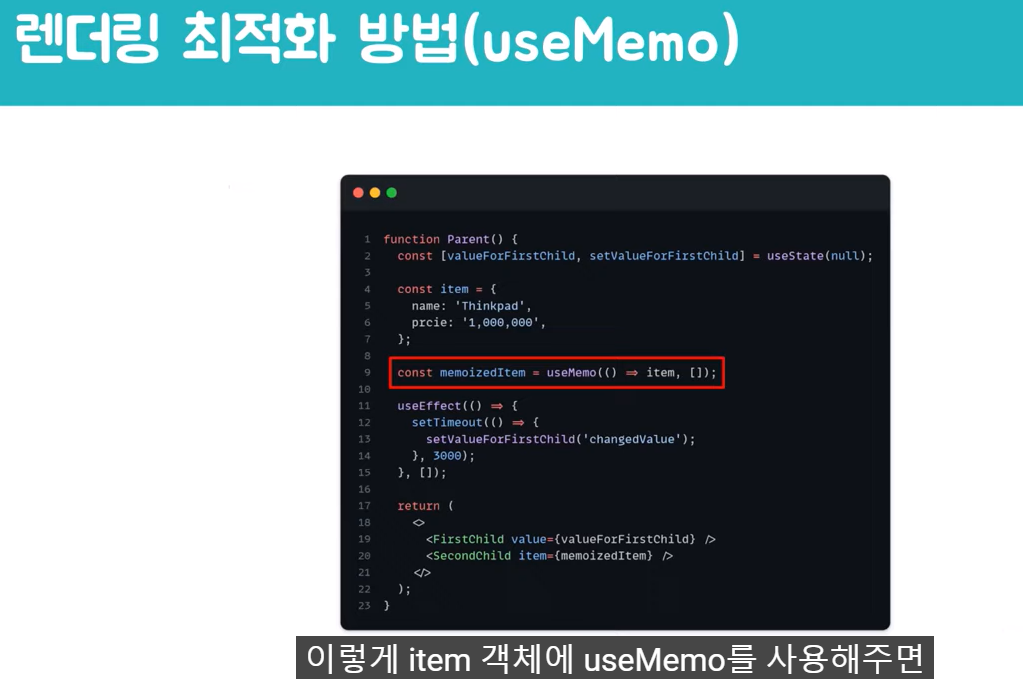 렌더링 최적화 방법(useMemo)
1 function Parent() {
2 const [valueForFirstChild, setValueForFirstChild] = useState(null);
3
4 const item = {
5 name: 'Thinkpad',
6 prcie: '1,000,000',
7 };
8
9 const memoizedItem = useMemo(() => item, []);
10
11 useEffect(() => {
12 setTimeout(() => {
13 setValueForFirstChild('changedValue');
14 }, 3000);
15 }, []);
16
17 return (
18 <>
19 <FirstChild value={valueForFirstChild} />
20 <SecondChild item={memoizedItem} />
21 </>
22 );
23 }
이렇게 item 객체에 useMemo를 사용해주면